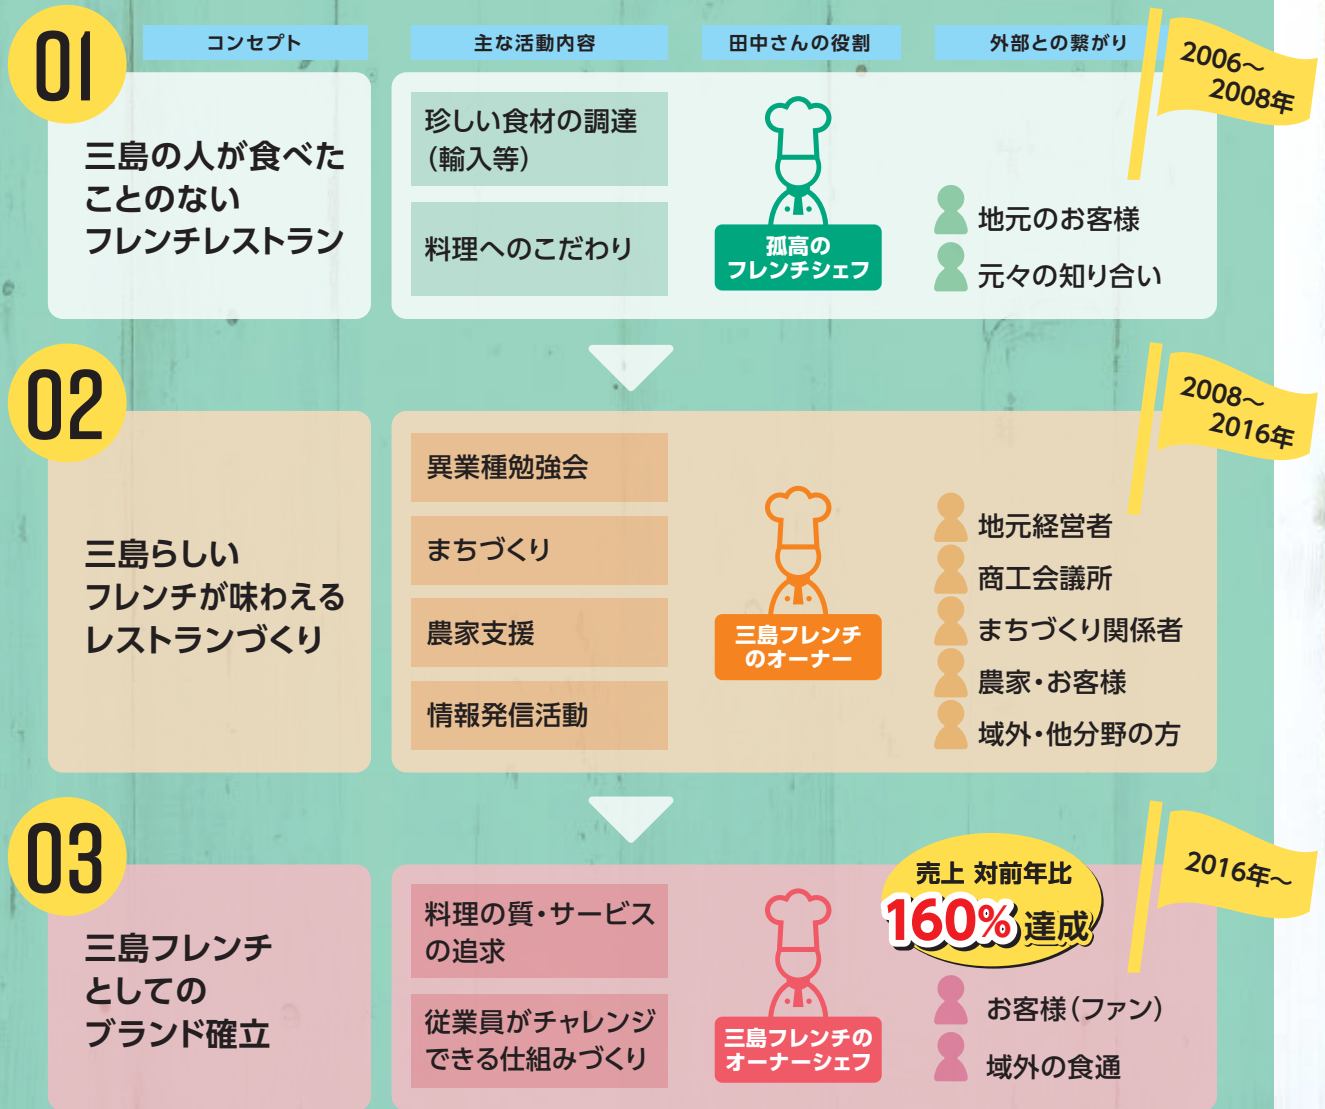 01
コンセプト
主な活動内容
田中さんの役割
外部との繋がり
2006〜
2008年
三島の人が食べた
ことのない
フレンチレストラン
珍しい食材の調達
（輸入等）
料理へのこだわり
孤高の
フレンチシェフ
地元のお客様
元々の知り合い
02
2008〜
2016年
三島らしい
フレンチが味わえる
レストランづくり
異業種勉強会
まちづくり
農家支援
情報発信活動
三島フレンチ
のオーナー
地元経営者
商工会議所
まちづくり関係者
農家・お客様
域外・他分野の方
03
2016年〜
三島フレンチ
としての
ブランド確立
料理の質・サービス
の追求
従業員がチャレンジ
できる仕組みづくり
三島フレンチの
オーナーシェフ
売上 対前年比
160% 達成
お客様（ファン）
域外の食通